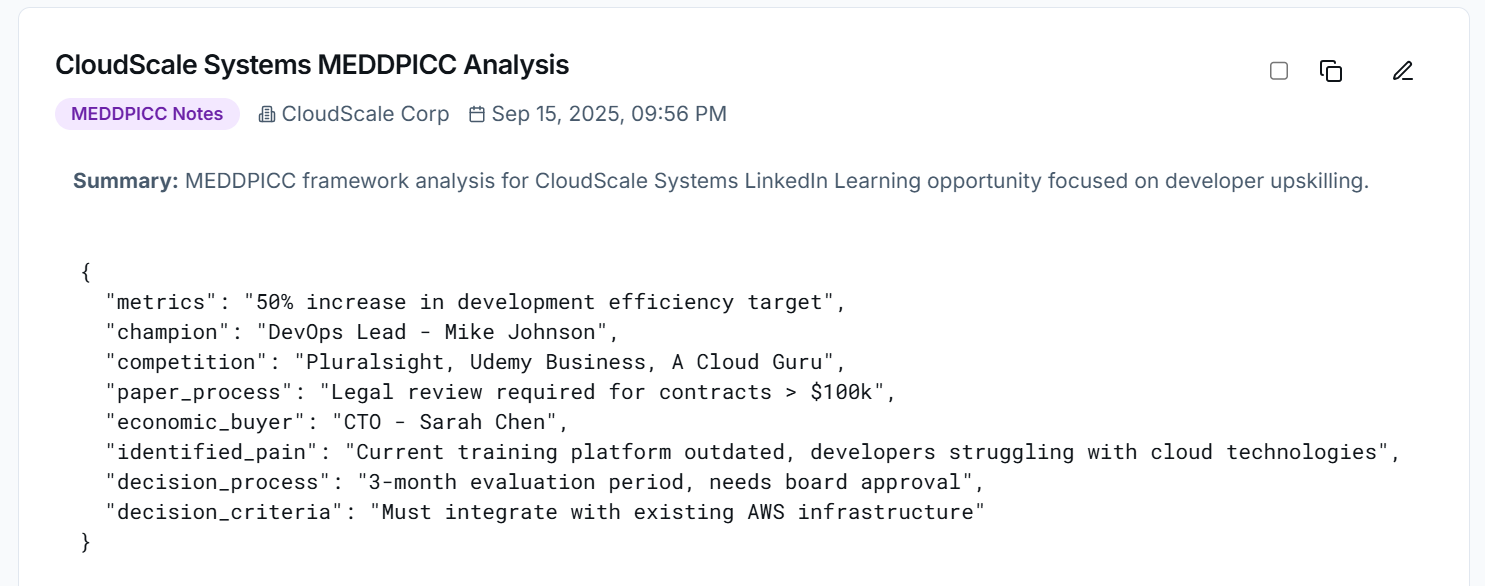 CloudScale Systems MEDDPICC Analysis
MEDDPICC Notes CloudScale Corp Sep 15, 2025, 09:56 PM
Summary: MEDDPICC framework analysis for CloudScale Systems LinkedIn Learning opportunity focused on developer upskilling.
{
  "metrics": "50% increase in development efficiency target",
  "champion": "DevOps Lead - Mike Johnson",
  "competition": "Pluralsight, Udemy Business, A Cloud Guru",
  "paper_process": "Legal review required for contracts > $100k",
  "economic_buyer": "CTO - Sarah Chen",
  "identified_pain": "Current training platform outdated, developers struggling with cloud technologies",
  "decision_process": "3-month evaluation period, needs board approval",
  "decision_criteria": "Must integrate with existing AWS infrastructure"
}